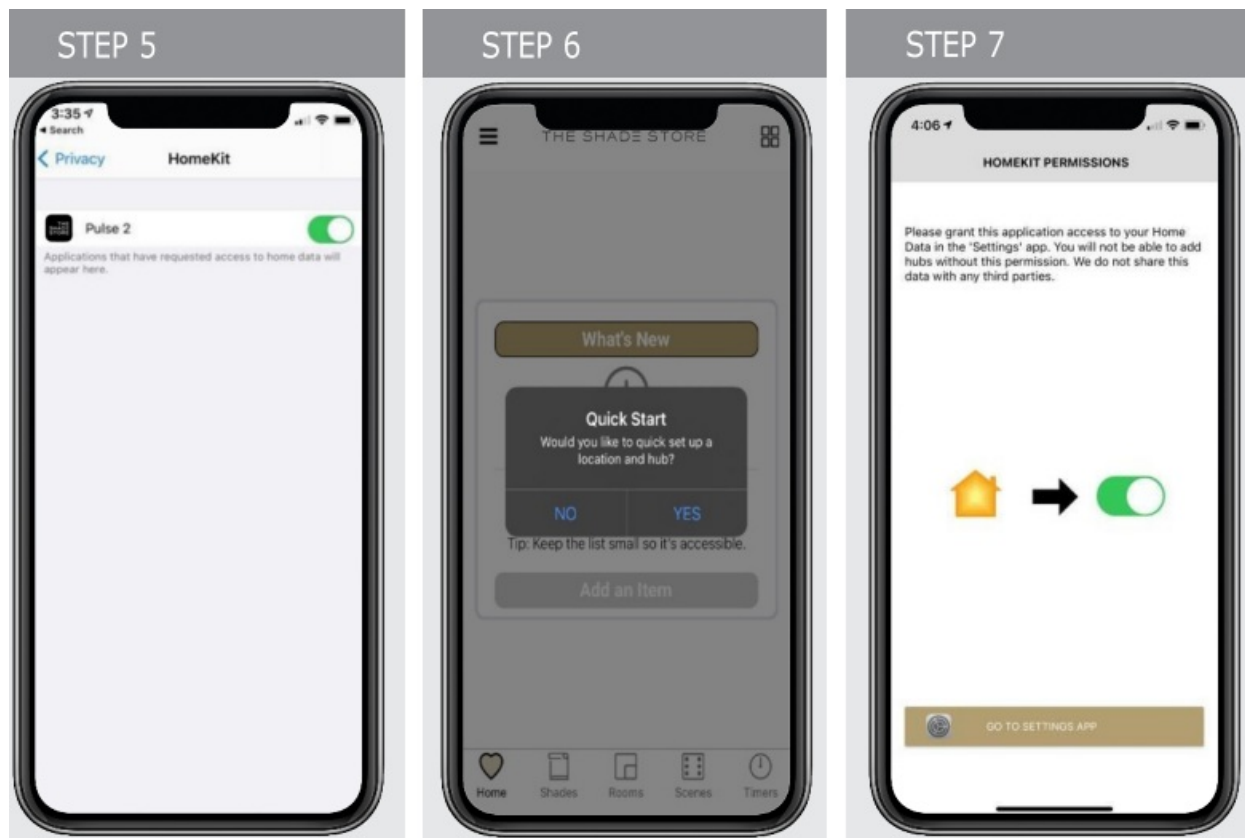 STEP 5
3:35
Search
Privacy
HomeKit
THE
SHADE
STORE
Pulse 2
Applications that have requested access to home data will
appear here.
STEP 6
THE SHADE STORE
What's New
Quick Start
Would you like to quick set up a
location and hub?
NO
YES
Tip: Keep the list small so it's accessible.
Add an Item
Home
Shades
Rooms
Scenes
Timers
STEP 7
4:06
HOMEKIT PERMISSIONS
Please grant this application access to your Home
Data in the 'Settings' app. You will not be able to add
hubs without this permission. We do not share this
data with any third parties.
GO TO SETTINGS APP